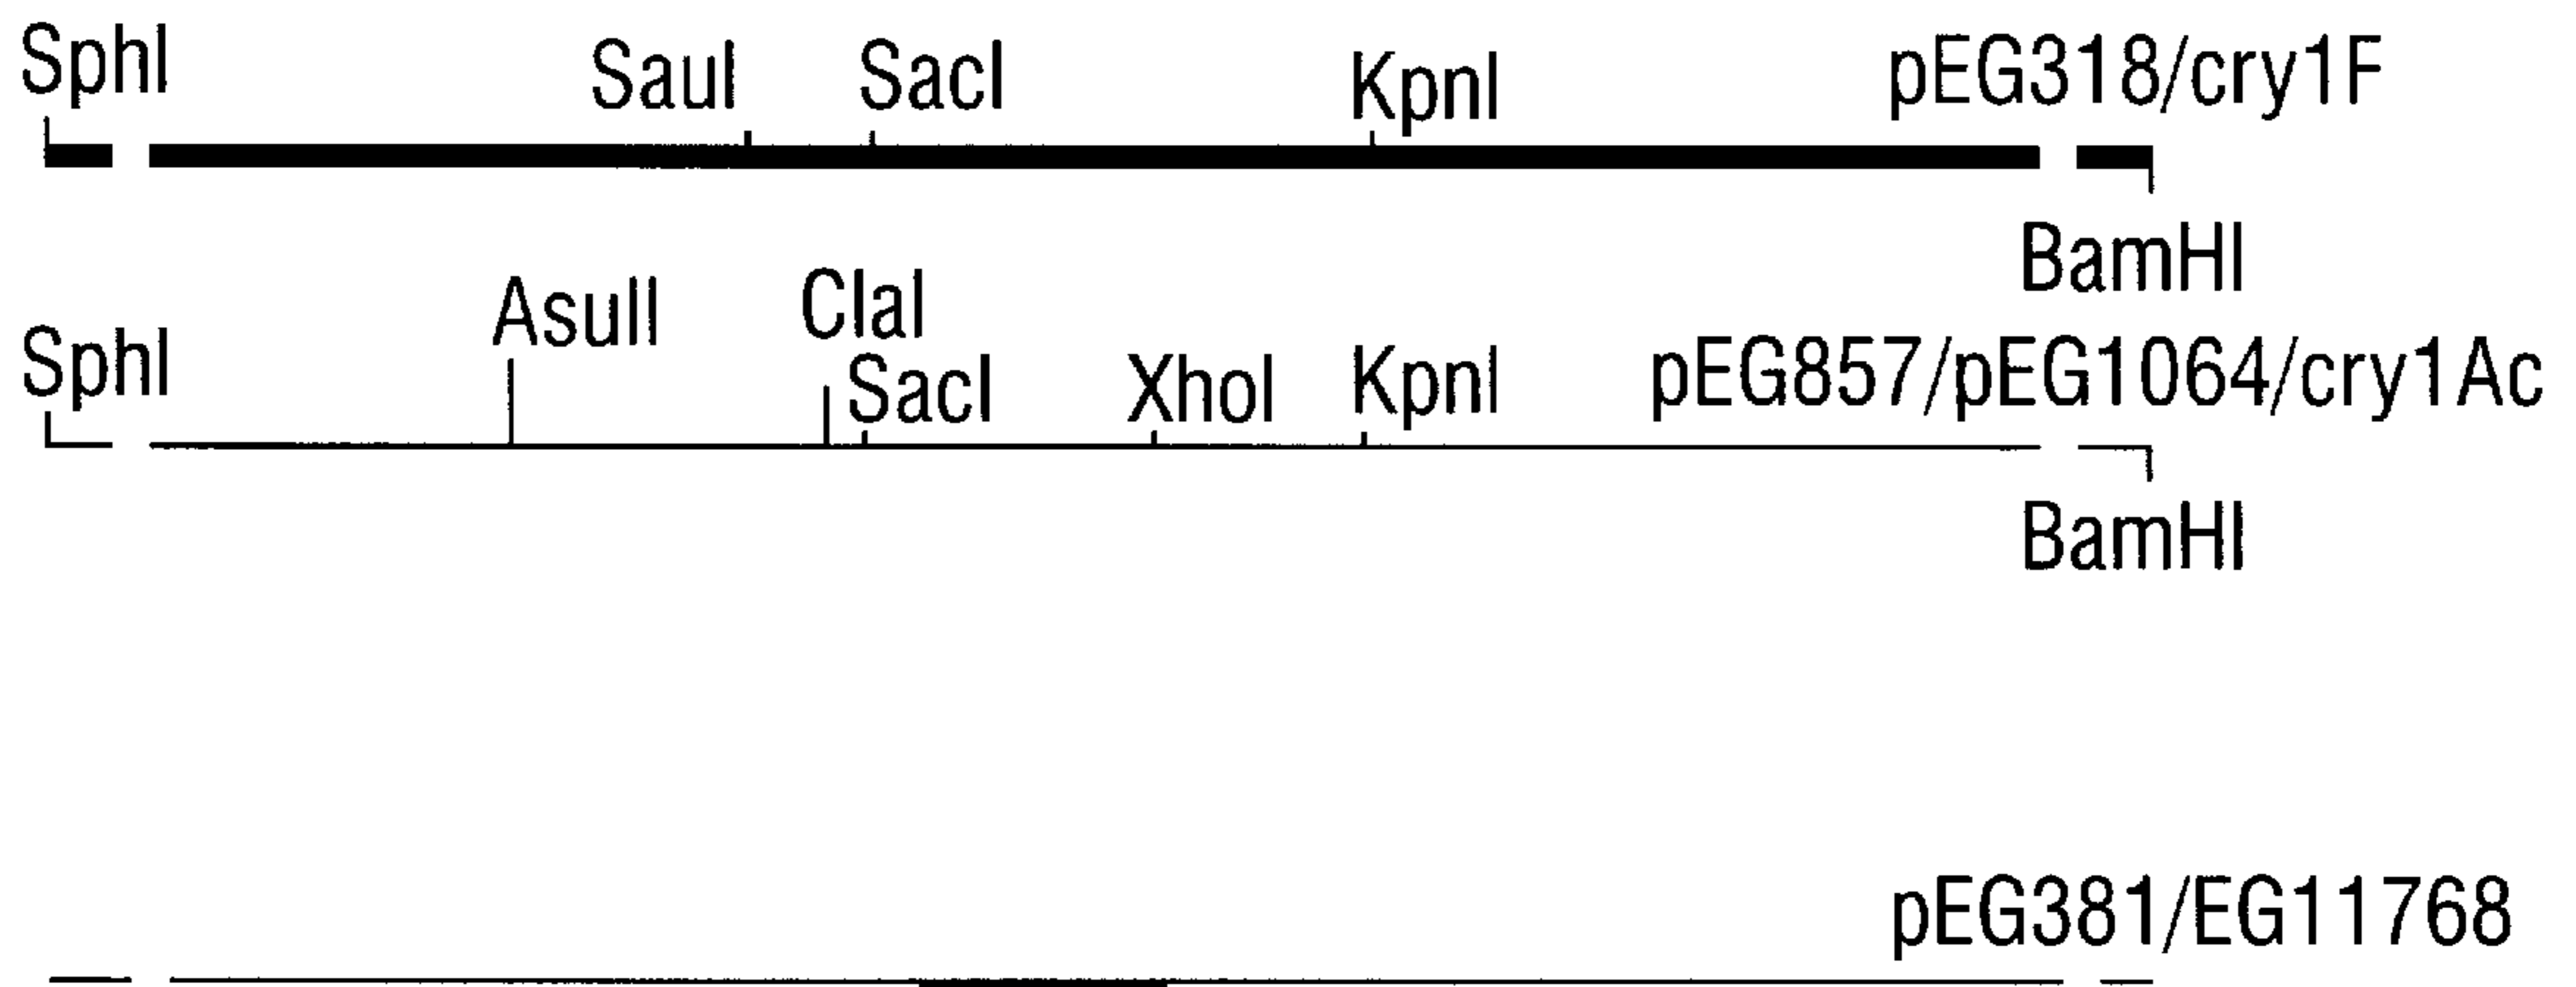 SphI SauI SacI KpnI pEG318/cry1F
BamHI
SphI AsuII ClaI SacI XhoI KpnI pEG857/pEG1064/cry1Ac
BamHI
pEG381/EG11768